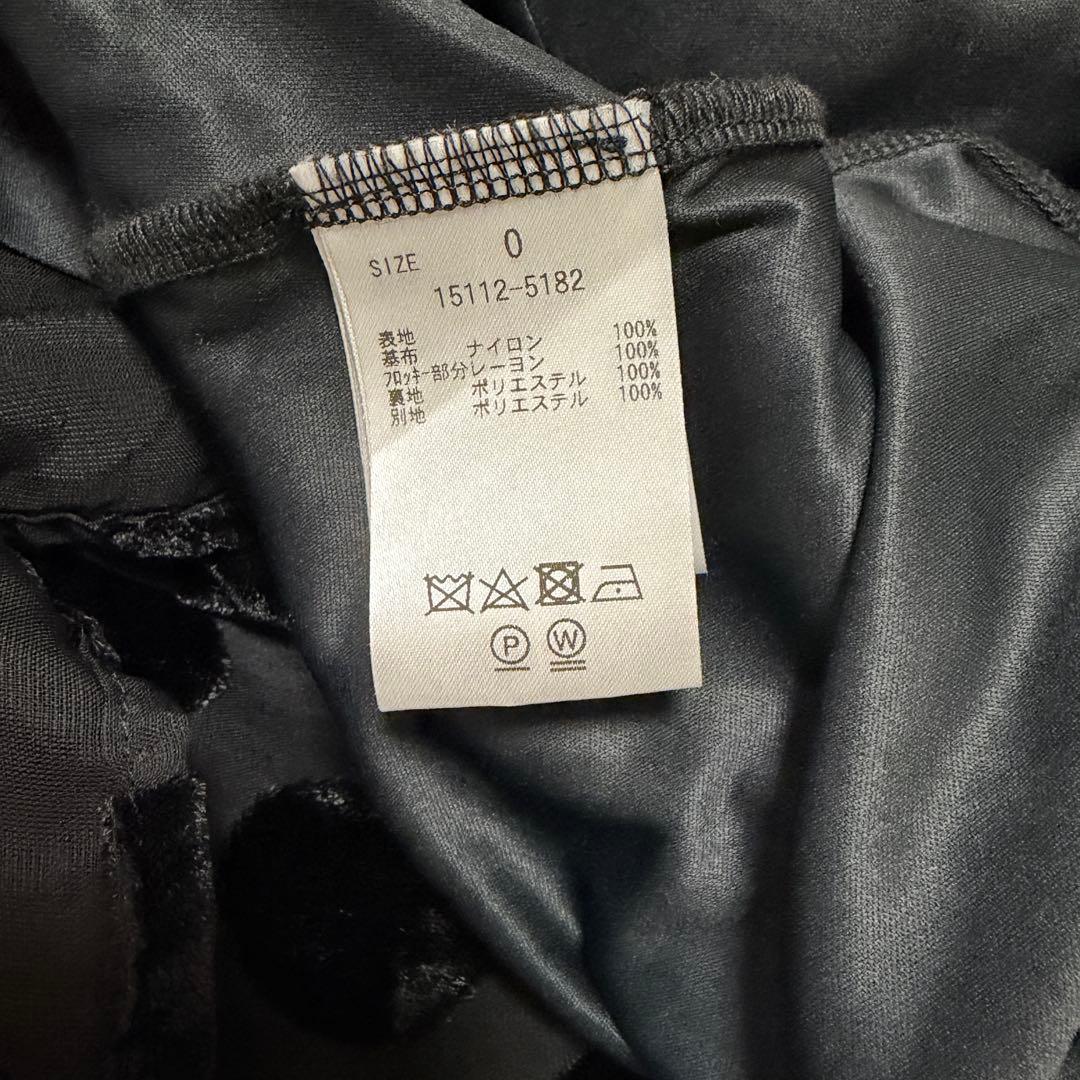 SIZE 0
15112-5182
表地
基布 ナイロン 100%
フロッキー部分レーヨン 100%
裏地 ポリエステル 100%
別地 ポリエステル 100%
P W